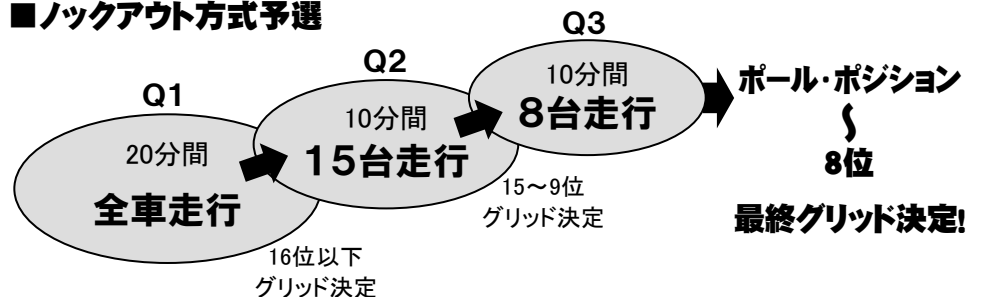 ■ノックアウト方式予選
Q1
20分間
全車走行
16位以下
グリッド決定
Q2
10分間
15台走行
15～9位
グリッド決定
Q3
10分間
8台走行
ポール・ポジション
～
8位
最終グリッド決定!